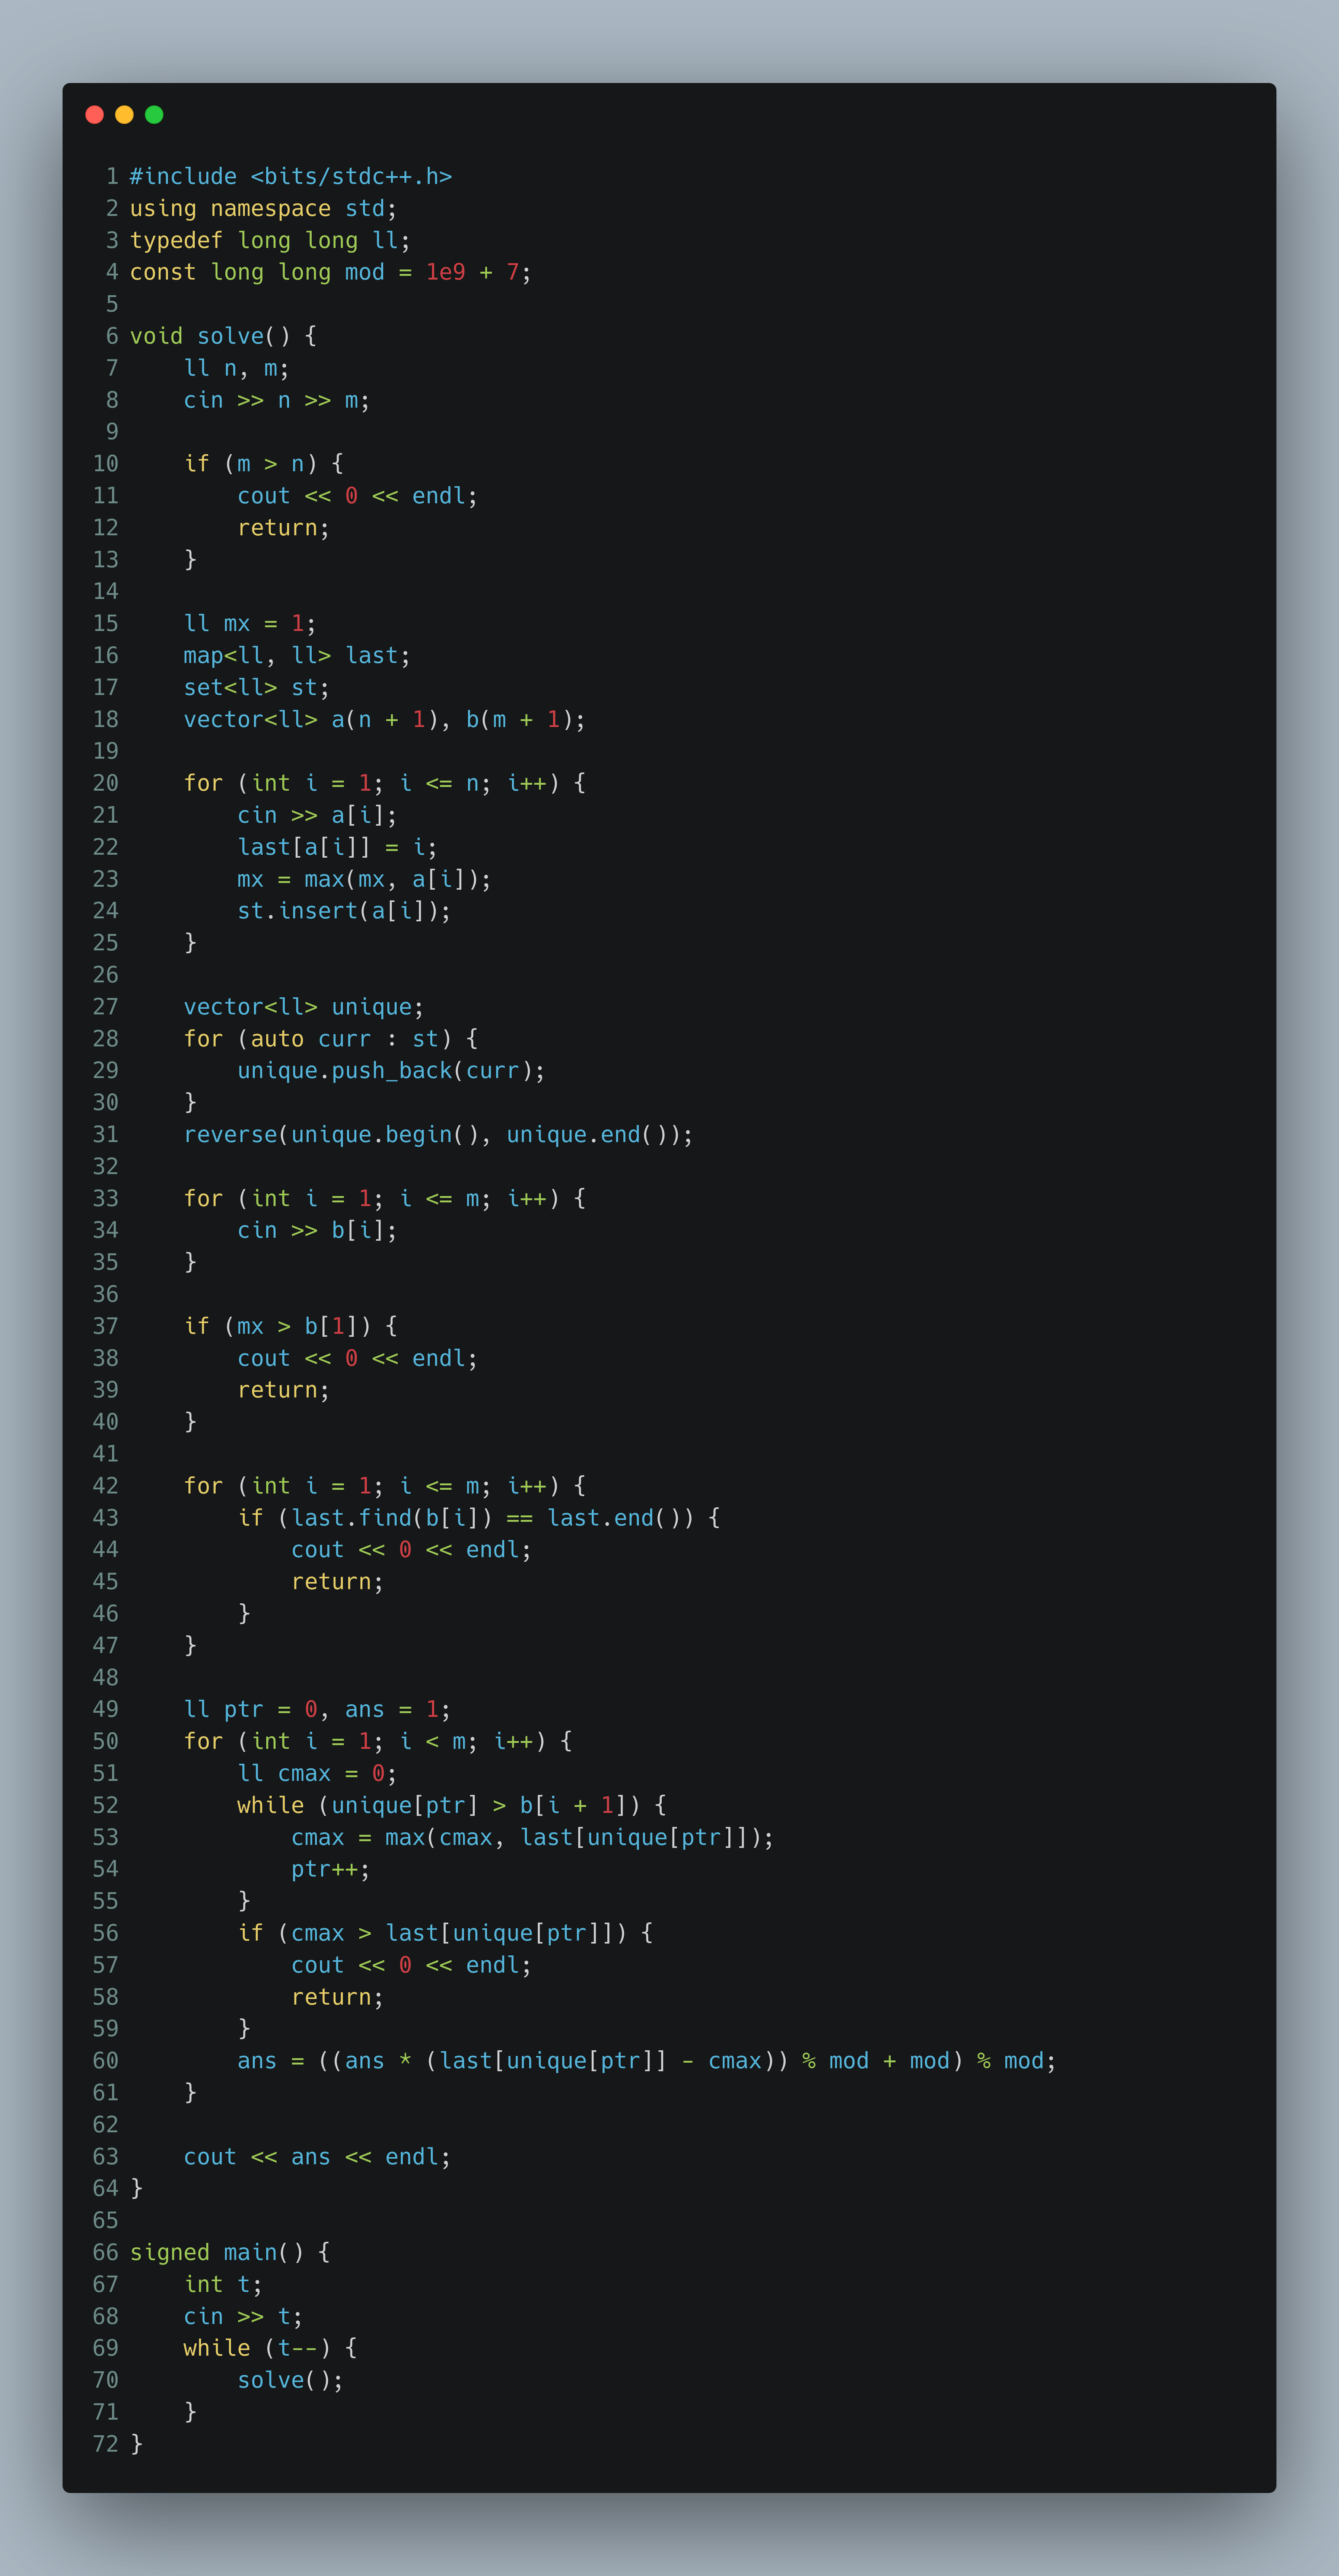 1 #include <bits/stdc++.h>
2 using namespace std;
3 typedef long long ll;
4 const long long mod = 1e9 + 7;
5
6 void solve() {
7     ll n, m;
8     cin >> n >> m;
9
10     if (m > n) {
11         cout << 0 << endl;
12         return;
13     }
14
15     ll mx = 1;
16     map<ll, ll> last;
17     set<ll> st;
18     vector<ll> a(n + 1), b(m + 1);
19
20     for (int i = 1; i <= n; i++) {
21         cin >> a[i];
22         last[a[i]] = i;
23         mx = max(mx, a[i]);
24         st.insert(a[i]);
25     }
26
27     vector<ll> unique;
28     for (auto curr : st) {
29         unique.push_back(curr);
30     }
31     reverse(unique.begin(), unique.end());
32
33     for (int i = 1; i <= m; i++) {
34         cin >> b[i];
35     }
36
37     if (mx > b[1]) {
38         cout << 0 << endl;
39         return;
40     }
41
42     for (int i = 1; i <= m; i++) {
43         if (last.find(b[i]) == last.end()) {
44             cout << 0 << endl;
45             return;
46         }
47     }
48
49     ll ptr = 0, ans = 1;
50     for (int i = 1; i < m; i++) {
51         ll cmax = 0;
52         while (unique[ptr] > b[i + 1]) {
53             cmax = max(cmax, last[unique[ptr]]);
54             ptr++;
55         }
56         if (cmax > last[unique[ptr]]) {
57             cout << 0 << endl;
58             return;
59         }
60         ans = ((ans * (last[unique[ptr]] - cmax)) % mod + mod) % mod;
61     }
62
63     cout << ans << endl;
64 }
65
66 signed main() {
67     int t;
68     cin >> t;
69     while (t--) {
70         solve();
71     }
72 }